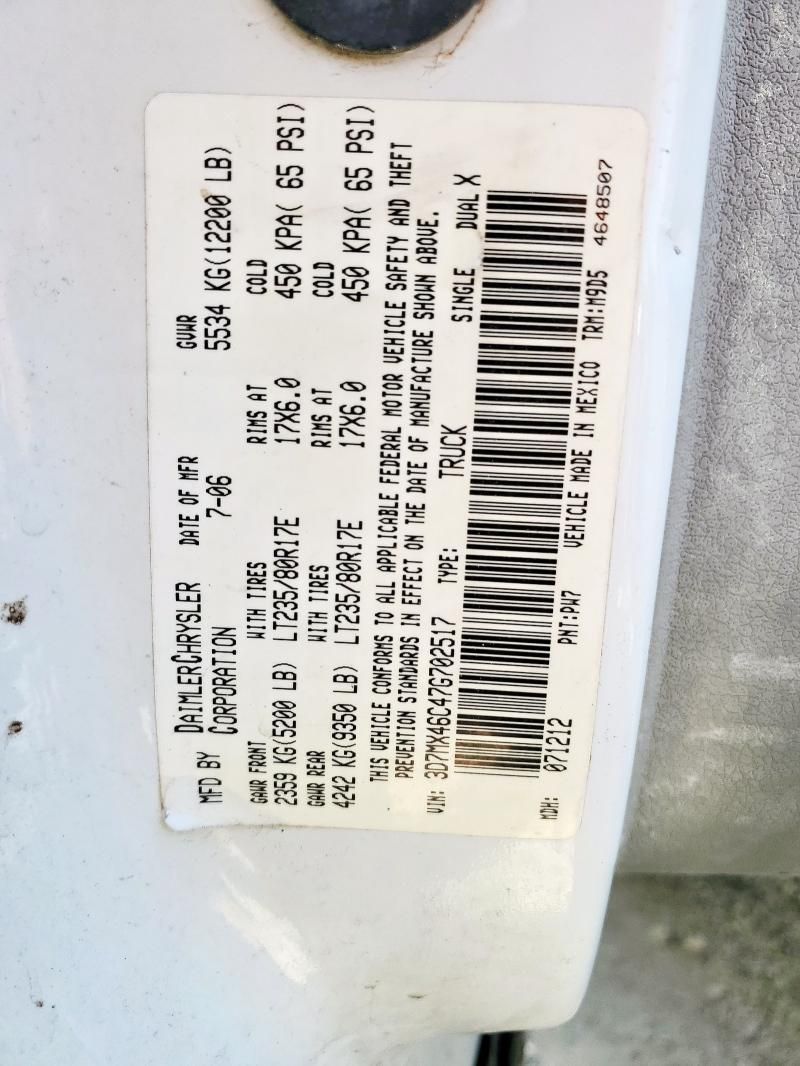 MFD BY DAIMLERCHRYSLER CORPORATION
DATE OF MFR 7-06
GVWR 5534 KG(12200 LB)
GAWR FRONT WITH TIRES RIMS AT COLD
2359 KG(5200 LB) LT235/80R17E 17X6.0 450 KPA( 65 PSI)
GAWR REAR WITH TIRES RIMS AT COLD
4242 KG(9350 LB) LT235/80R17E 17X6.0 450 KPA( 65 PSI)
THIS VEHICLE CONFORMS TO ALL APPLICABLE FEDERAL MOTOR VEHICLE SAFETY AND THEFT
PREVENTION STANDARDS IN EFFECT ON THE DATE OF MANUFACTURE SHOWN ABOVE.
VIN: 3D7MX46C47G702517 TYPE: TRUCK SINGLE DUAL X
MDH: 071212 PNT:PW7 VEHICLE MADE IN MEXICO TRM:M9D5 4648507